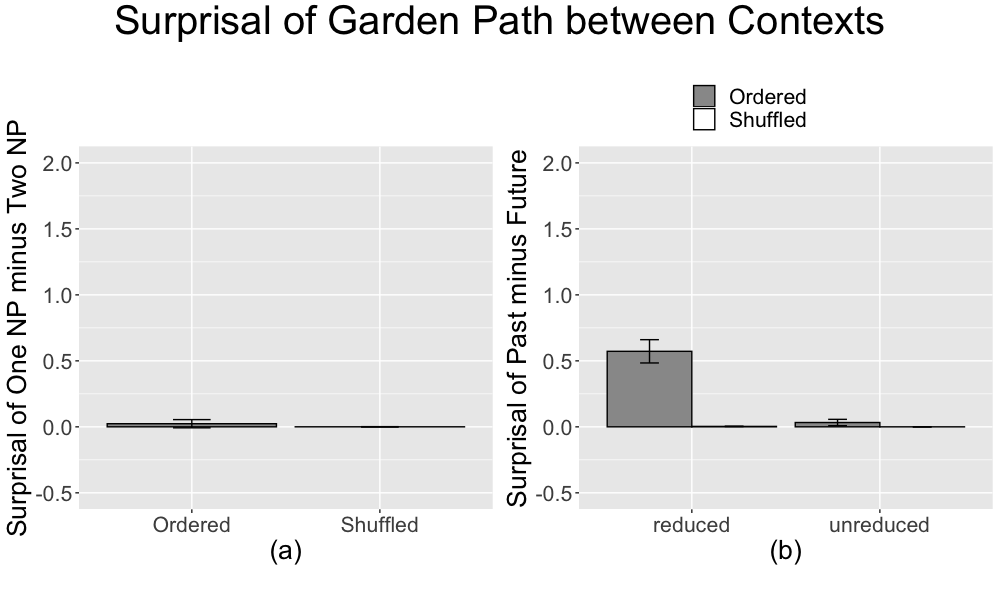 Surprisal of Garden Path between Contexts
Ordered
Shuffled
Surprisal of One NP minus Two NP
2.0
1.5
1.0
0.5
0.0
-0.5
Ordered Shuffled
(a)
Surprisal of Past minus Future
2.0
1.5
1.0
0.5
0.0
-0.5
reduced unreduced
(b)